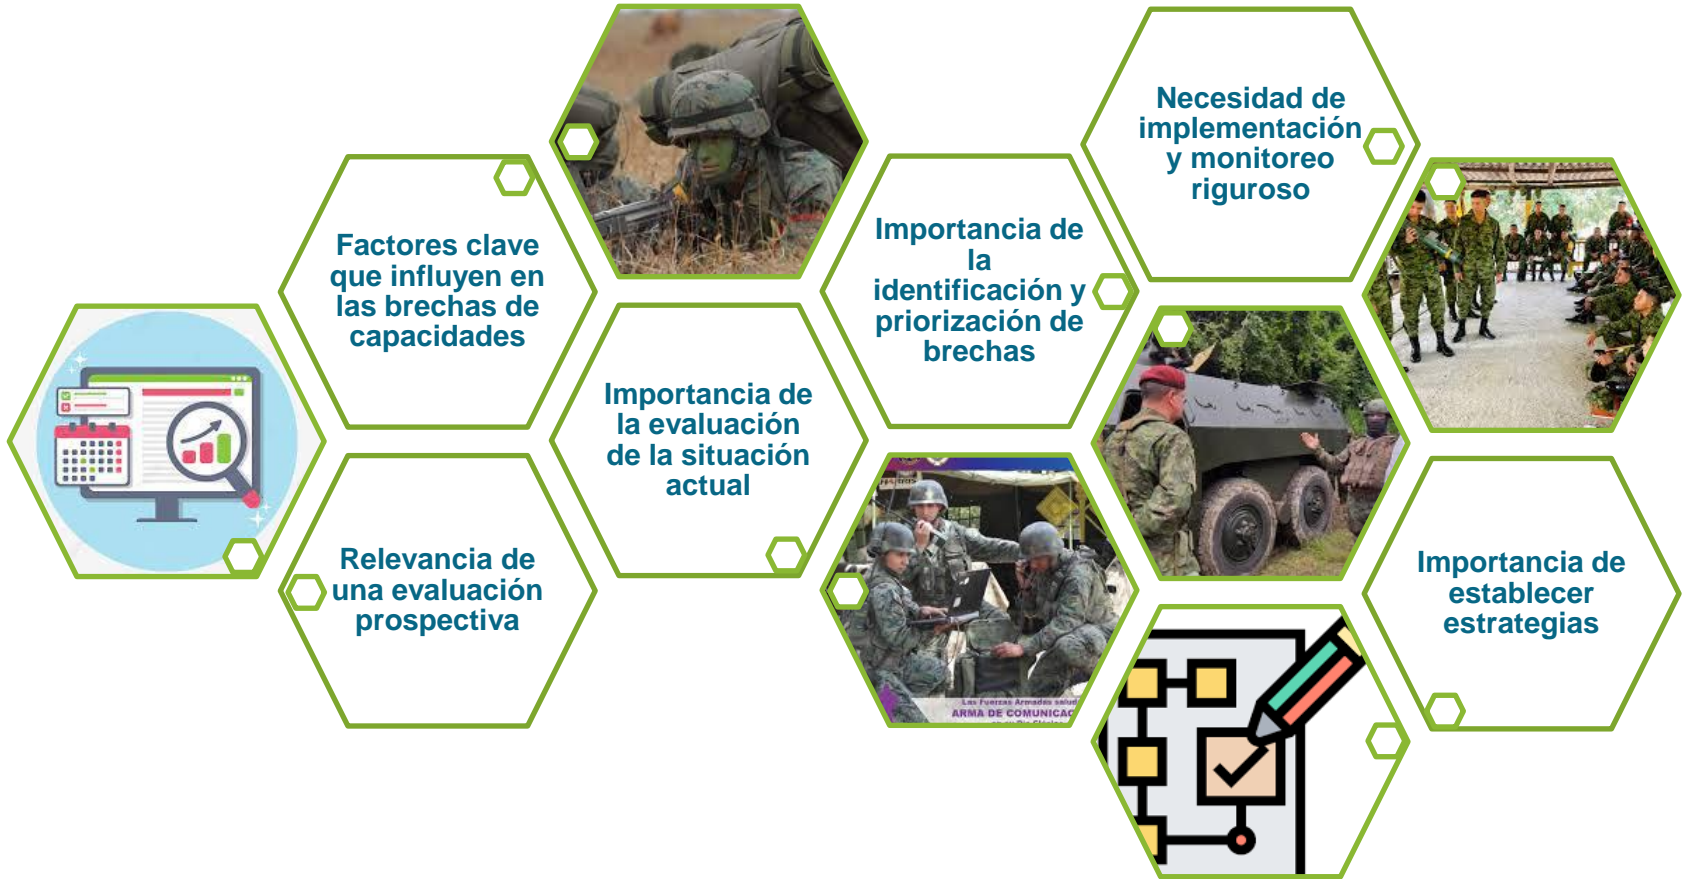 Factores clave
que influyen en
las brechas de
capacidades
Relevancia de
una evaluación
prospectiva
Importancia de
la evaluación
de la situación
actual
Importancia de
la
identificación y
priorización de
brechas
Necesidad de
implementación
y monitoreo
riguroso
Importancia de
establecer
estrategias
Las Fuerzas Armadas salud
ARMA DE COMUNICAC